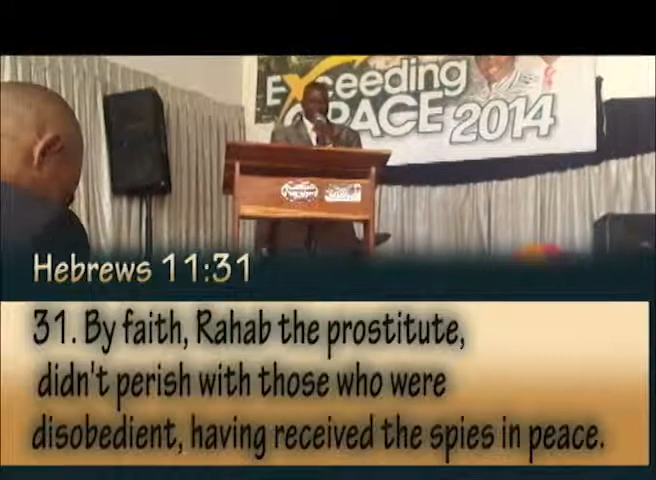 Exceeding
GRACE 2014
Hebrews 11:31
31. By faith, Rahab the prostitute,
didn't perish with those who were
disobedient, having received the spies in peace.